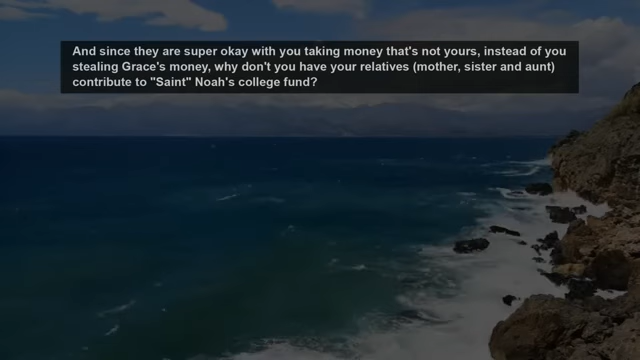 And since they are super okay with you taking money that's not yours, instead of you
stealing Grace's money, why don't you have your relatives (mother, sister and aunt)
contribute to "Saint" Noah's college fund?